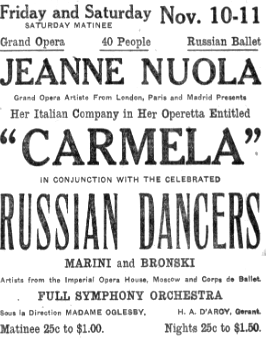 Friday and Saturday Nov. 10-11
SATURDAY MATINEE
Grand Opera 40 People Russian Ballet
JEANNE NUOLA
Grand Opera Artists From London, Paris and Madrid Presents
Her Italian Company in Her Operetta Entitled
"CARMELA"
IN CONJUNCTION WITH THE CELEBRATED
RUSSIAN DANCERS
MARINI and BRONSKI
Artists from the Imperial Opera House, Moscow and Corps de Ballet.
FULL SYMPHONY ORCHESTRA
Sous la Direction MADAME OGLESBY, H. A. D'AROY, Gerant.
Matinee 25c to $1.00. Nights 25c to $1.50.